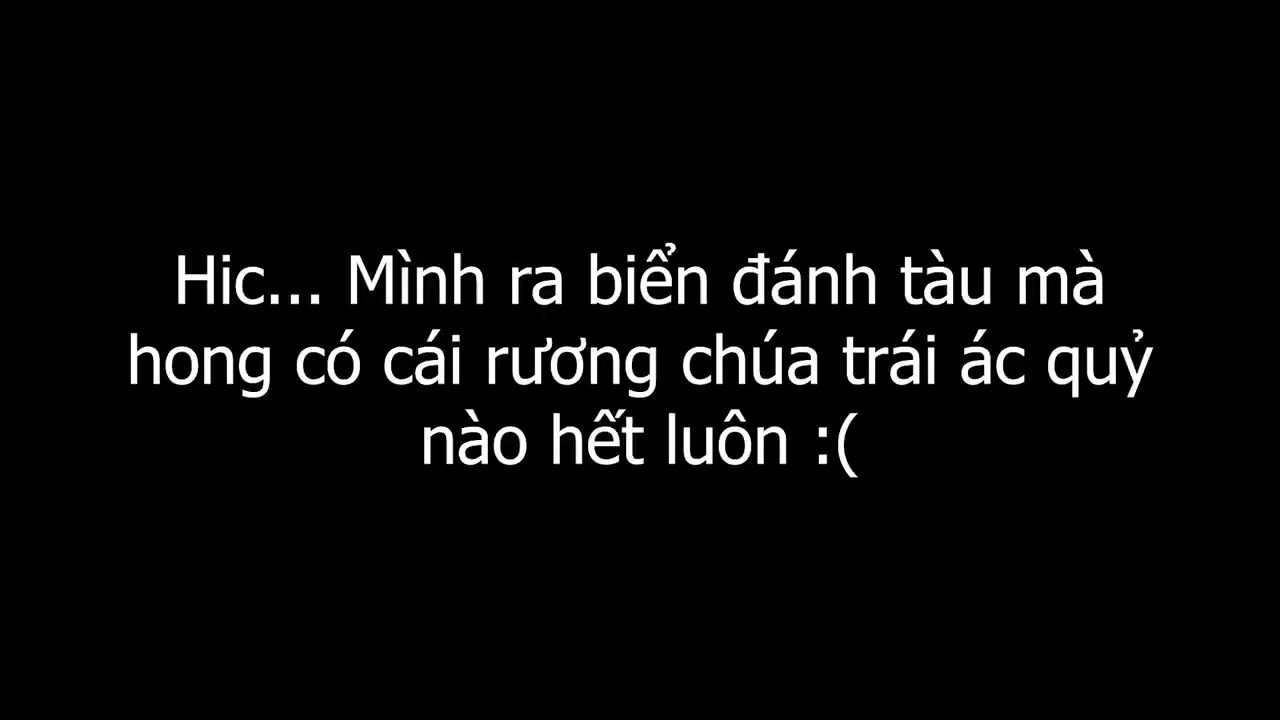 Hic... Mình ra biển đánh tàu mà
hong có cái rương chúa trái ác quỷ
nào hết luôn :(